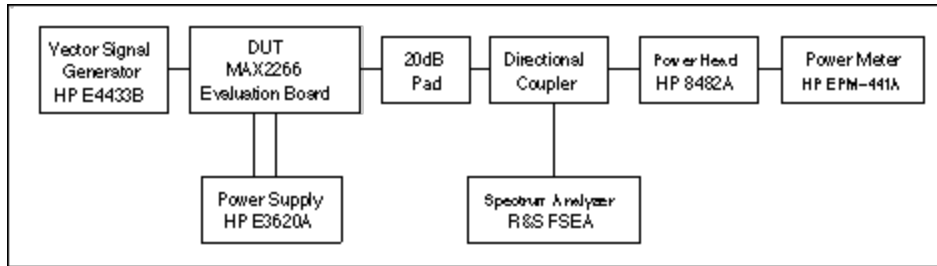 Vector Signal
Generator
HP E4433B
DUT
MAX2266
Evaluation Board
20dB
Pad
Directional
Coupler
Power Head
HP 8482A
Power Meter
HP EPM-441A
Power Supply
HP E3620A
Spectrum Analyzer
R&S FSEA